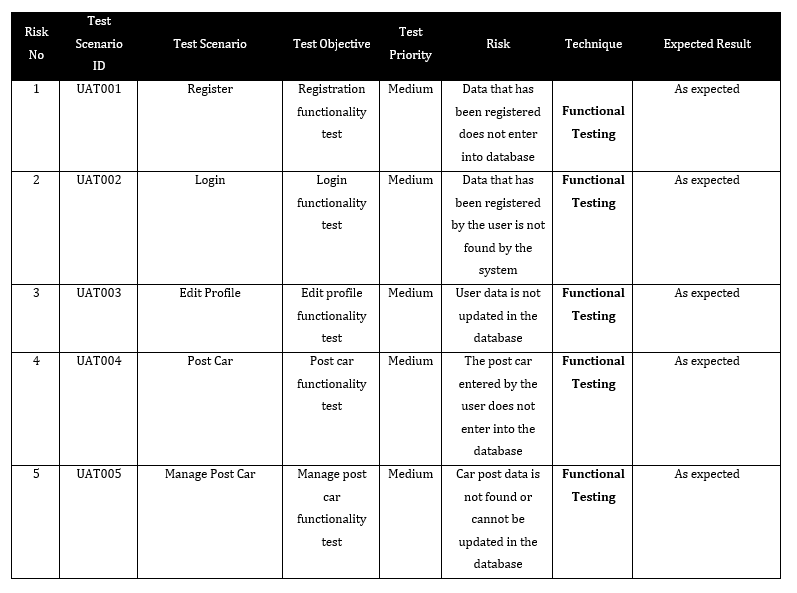 Risk No
Test Scenario ID
Test Scenario
Test Objective
Test Priority
Risk
Technique
Expected Result
1
UAT001
Register
Registration
functionality
test
Medium
Data that has
been registered
does not enter
into database
Functional
Testing
As expected
2
UAT002
Login
Login
functionality
test
Medium
Data that has
been registered
by the user is not
found by the
system
Functional
Testing
As expected
3
UAT003
Edit Profile
Edit profile
functionality
test
Medium
User data is not
updated in the
database
Functional
Testing
As expected
4
UAT004
Post Car
Post car
functionality
test
Medium
The post car
entered by the
user does not
enter into the
database
Functional
Testing
As expected
5
UAT005
Manage Post Car
Manage post
car
functionality
test
Medium
Car post data is
not found or
cannot be
updated in the
database
Functional
Testing
As expected